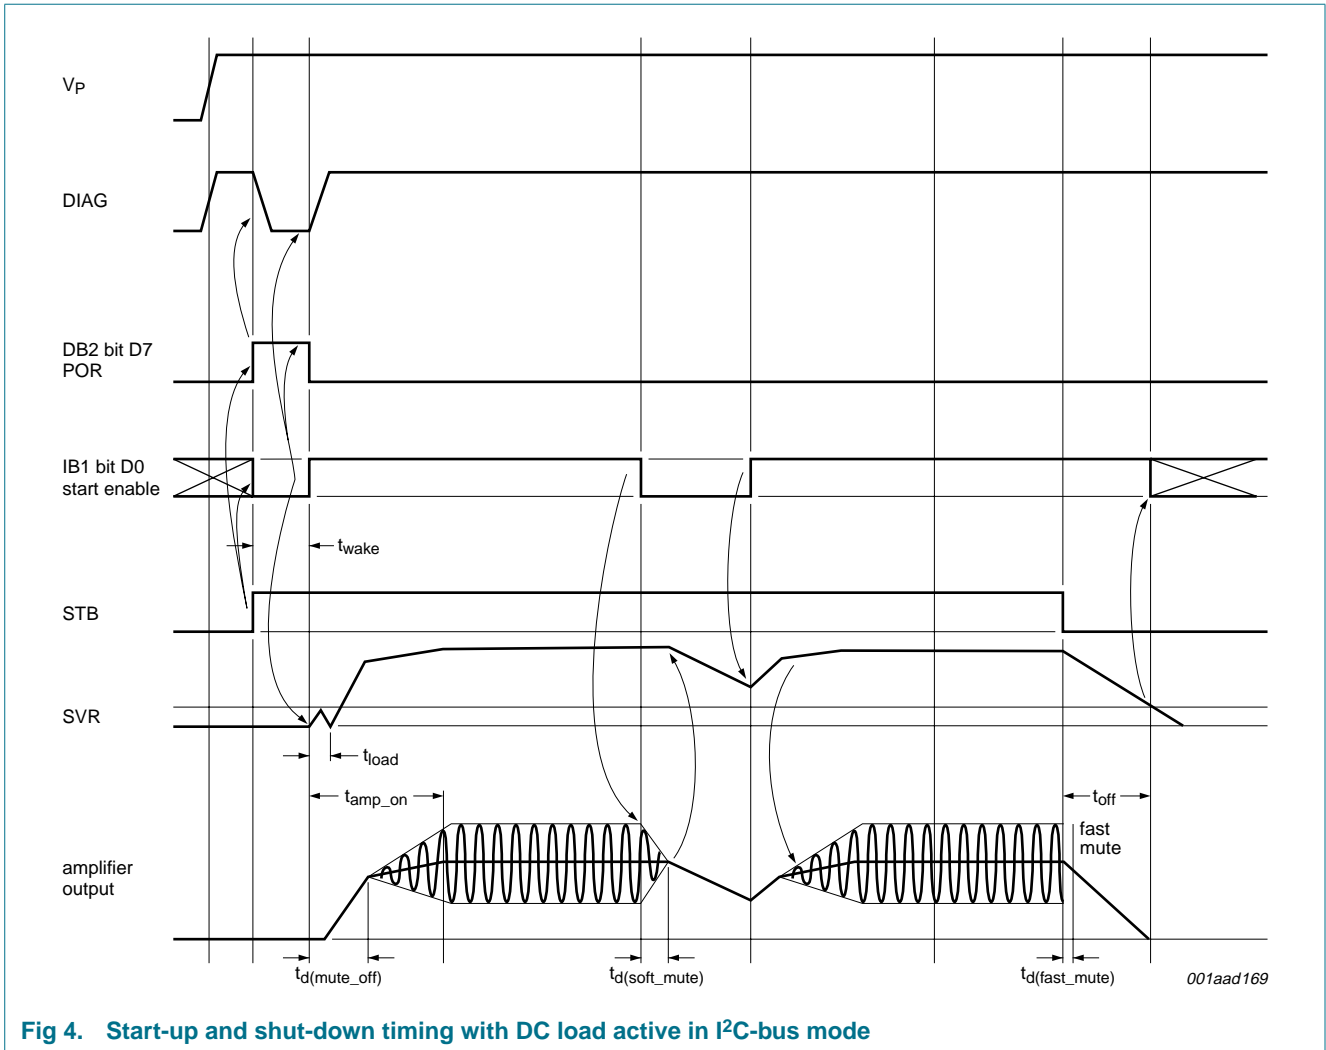 VP
DIAG
DB2 bit D7
POR
IB1 bit D0
start enable
twake
STB
SVR
tload
tamp_on
toff
fast
mute
amplifier
output
td(mute_off)
td(soft_mute)
td(fast_mute)
001aad169
Fig 4. Start-up and shut-down timing with DC load active in I²C-bus mode